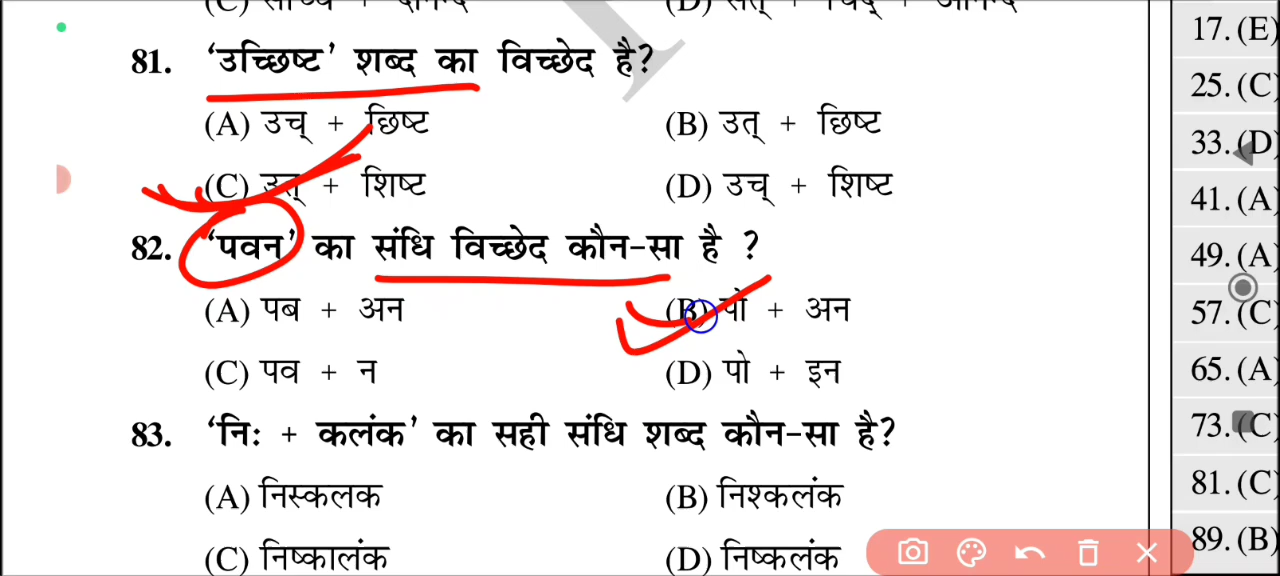 81. ‘उच्छिष्ट’ शब्द का विच्छेद है?
(A) उच् + छिष्ट (B) उत् + छिष्ट
(C) उत् + शिष्ट (D) उच् + शिष्ट
82. ‘पवन’ का संधि विच्छेद कौन-सा है ?
(A) पब + अन (B) पो + अन
(C) पव + न (D) पो + इन
83. ‘निः + कलंक’ का सही संधि शब्द कौन-सा है?
(A) निस्कलक (B) निश्कलंक
(C) निष्कालंक (D) निष्कलंक
17. (E)
25. (C)
33. (D)
41. (A)
49. (A)
57. (C)
65. (A)
73. (C)
81. (C)
89. (B)